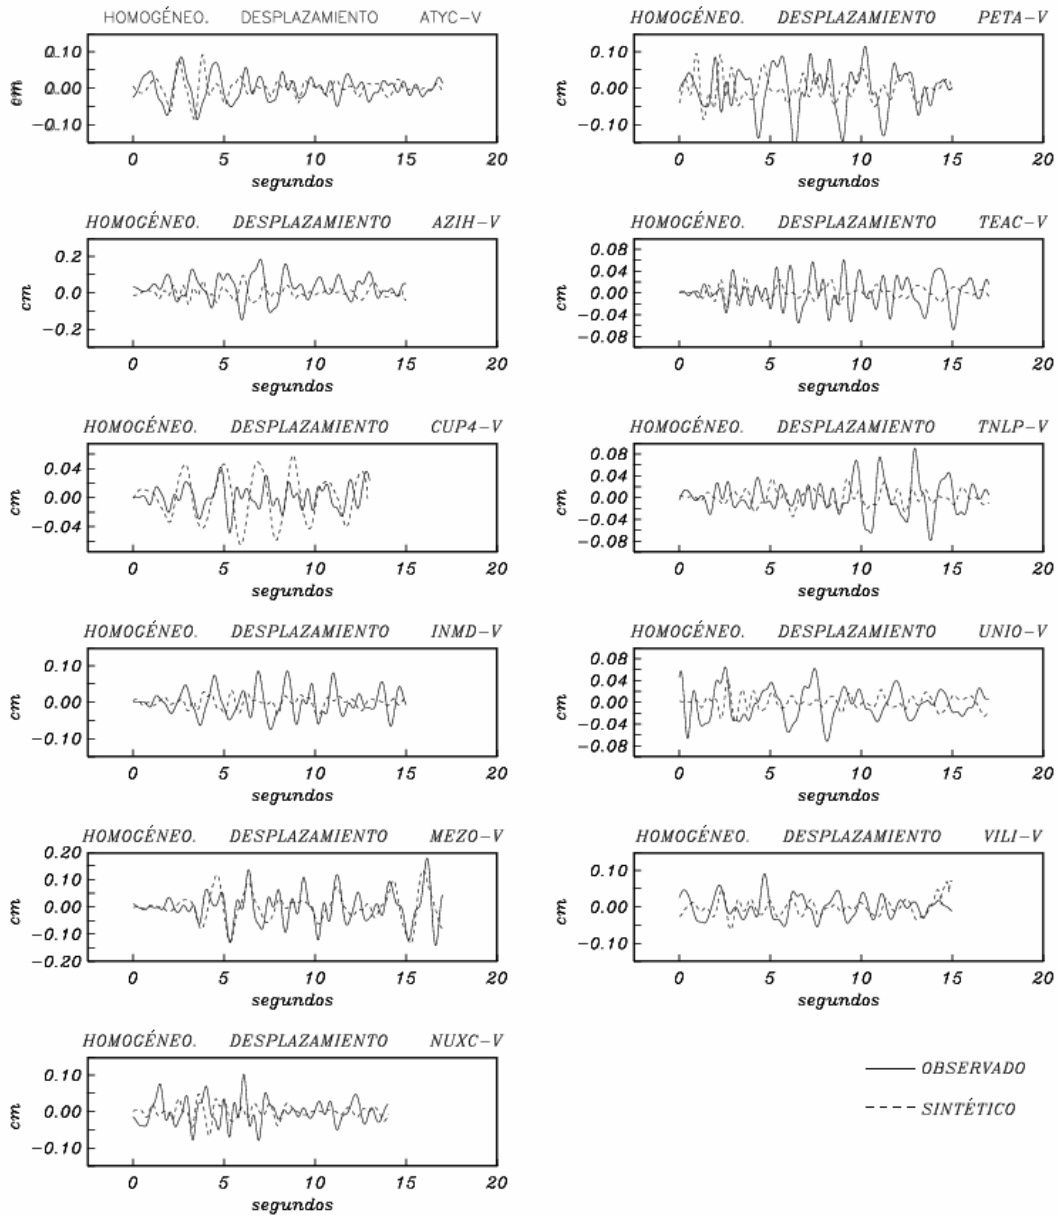 HOMOGÉNEO. DESPLAZAMIENTO ATYC-V
0.10
0.00
-0.10
cm
0 5 10 15 20
segundos
HOMOGÉNEO. DESPLAZAMIENTO PETA-V
0.10
0.00
-0.10
cm
0 5 10 15 20
segundos
HOMOGÉNEO. DESPLAZAMIENTO AZIH-V
0.2
0.0
-0.2
cm
0 5 10 15 20
segundos
HOMOGÉNEO. DESPLAZAMIENTO TEAC-V
0.08
0.04
0.00
-0.04
-0.08
cm
0 5 10 15 20
segundos
HOMOGÉNEO. DESPLAZAMIENTO CUP4-V
0.04
0.00
-0.04
cm
0 5 10 15 20
segundos
HOMOGÉNEO. DESPLAZAMIENTO TNLP-V
0.08
0.04
0.00
-0.04
-0.08
cm
0 5 10 15 20
segundos
HOMOGÉNEO. DESPLAZAMIENTO INMD-V
0.10
0.00
-0.10
cm
0 5 10 15 20
segundos
HOMOGÉNEO. DESPLAZAMIENTO UNIO-V
0.08
0.04
0.00
-0.04
-0.08
cm
0 5 10 15 20
segundos
HOMOGÉNEO. DESPLAZAMIENTO MEZO-V
0.20
0.10
0.00
-0.10
-0.20
cm
0 5 10 15 20
segundos
HOMOGÉNEO. DESPLAZAMIENTO VILI-V
0.10
0.00
-0.10
cm
0 5 10 15 20
segundos
HOMOGÉNEO. DESPLAZAMIENTO NUXC-V
0.10
0.00
-0.10
cm
0 5 10 15 20
segundos
OBSERVADO
SINTÉTICO